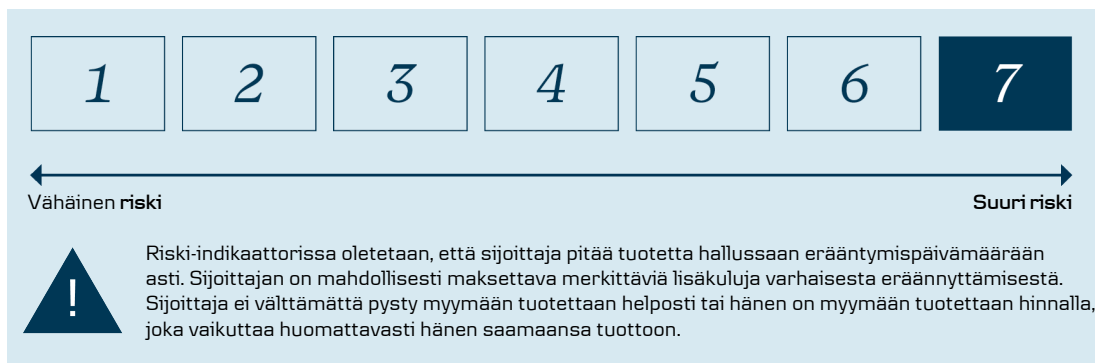 1 2 3 4 5 6 7
Vähäinen riski Suuri riski
Riski-indikaattorissa oletetaan, että sijoittaja pitää tuotetta hallussaan erääntymispäivämäärään
asti. Sijoittajan on mahdollisesti maksettava merkittäviä lisäkuluja varhaisesta eräännyttämisestä.
Sijoittaja ei välttämättä pysty myymään tuotettaan helposti tai hänen on myymään tuotettaan hinnalla,
joka vaikuttaa huomattavasti hänen saamaansa tuottoon.
!